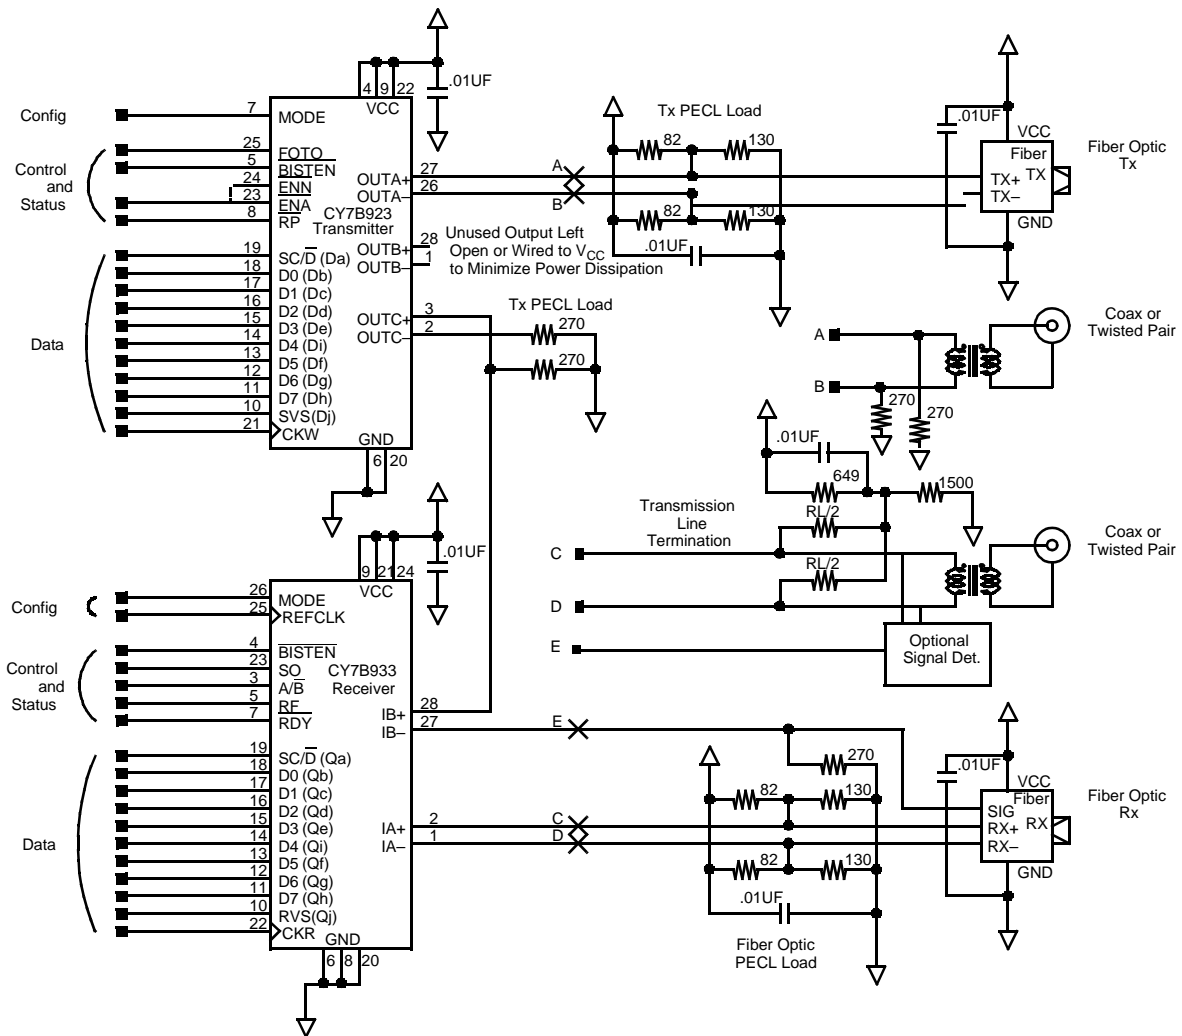 .01UF
4 9 22
VCC
Config
7
MODE
Control
and
Status
25
FOTO
5
BISTEN
24
ENN
23
ENA
8
RP
27
OUTA+
26
OUTA–
CY7B923
Transmitter
28
OUTB+
1
OUTB–
Unused Output Left
Open or Wired to VCC
to Minimize Power Dissipation
Data
19
SC/D (Da)
18
D0 (Db)
17
D1 (Dc)
16
D2 (Dd)
15
D3 (De)
14
D4 (Di)
13
D5 (Df)
12
D6 (Dg)
11
D7 (Dh)
10
SVS(Dj)
21
CKW
3
OUTC+
2
OUTC–
GND
6 20
Tx PECL Load
82
130
A
B
82
130
.01UF
Tx PECL Load
270
270
.01UF
VCC
Fiber
TX
TX+
TX–
GND
Fiber Optic
Tx
A
B
270
270
Coax or
Twisted Pair
.01UF
649
1500
Transmission
Line
Termination
RL/2
RL/2
C
D
E
Optional
Signal Det.
Coax or
Twisted Pair
.01UF
9 21 24
VCC
Config
26
MODE
25
REFCLK
Control
and
Status
4
BISTEN
23
SO
3
A/B
5
RF
7
RDY
CY7B933
Receiver
28
IB+
27
IB–
E
Data
19
SC/D (Qa)
18
D0 (Qb)
17
D1 (Qc)
16
D2 (Qd)
15
D3 (Qe)
14
D4 (Qi)
13
D5 (Qf)
12
D6 (Qg)
11
D7 (Qh)
10
RVS(Qj)
22
CKR
2
IA+
1
IA–
C
D
GND
6 8 20
270
82
130
82
130
.01UF
Fiber Optic
PECL Load
.01UF
VCC
Fiber
SIG
RX
RX+
RX–
GND
Fiber Optic
Rx